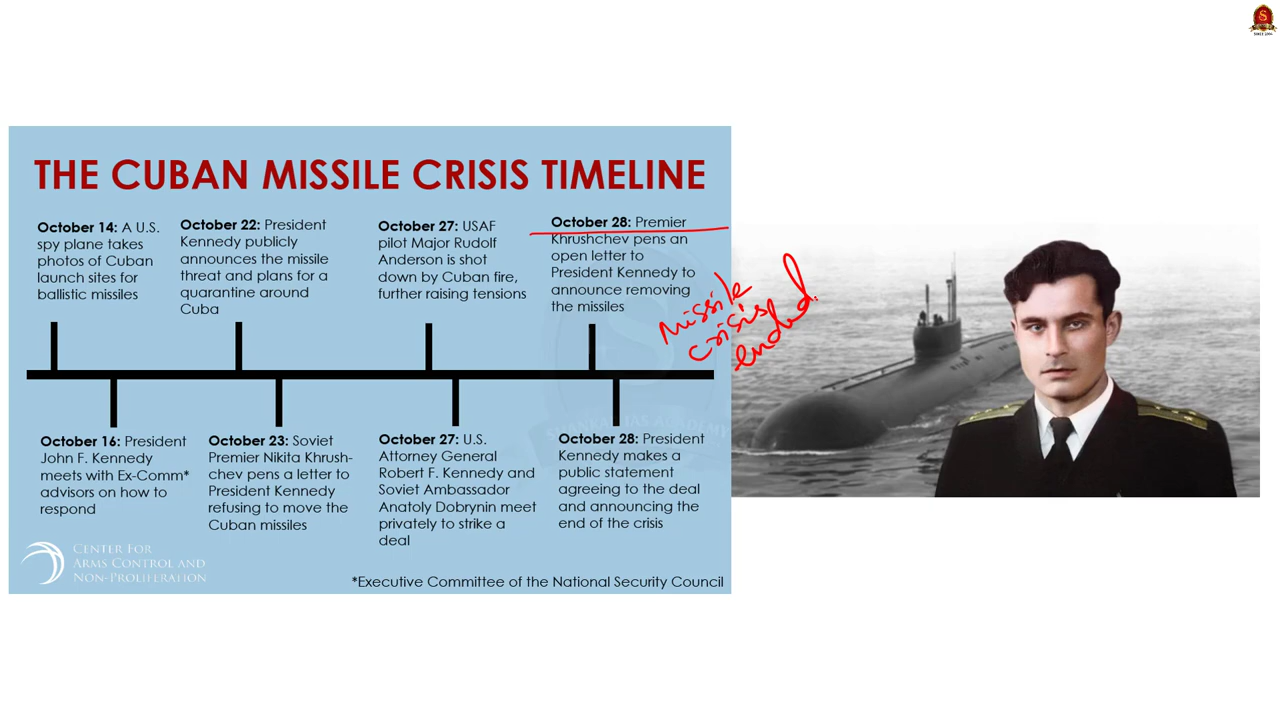 THE CUBAN MISSILE CRISIS TIMELINE
October 14: A U.S.
spy plane takes
photos of Cuban
launch sites for
ballistic missiles
October 22: President
Kennedy publicly
announces the missile
threat and plans for a
quarantine around
Cuba
October 27: USAF
pilot Major Rudolf
Anderson is shot
down by Cuban fire,
further raising tensions
October 28: Premier
Khrushchev pens an
open letter to
President Kennedy to
announce removing
the missiles
Missile
crisis
ended.
October 16: President
John F. Kennedy
meets with Ex-Comm*
advisors on how to
respond
October 23: Soviet
Premier Nikita Khrush-
chev pens a letter to
President Kennedy
refusing to move the
Cuban missiles
October 27: U.S.
Attorney General
Robert F. Kennedy and
Soviet Ambassador
Anatoly Dobrynin meet
privately to strike a
deal
October 28: President
Kennedy makes a
public statement
agreeing to the deal
and announcing the
end of the crisis
CENTER FOR
ARMS CONTROL AND
NON-PROLIFERATION
*Executive Committee of the National Security Council
SHANKAR IAS ACADEMY
S
SINCE 2004